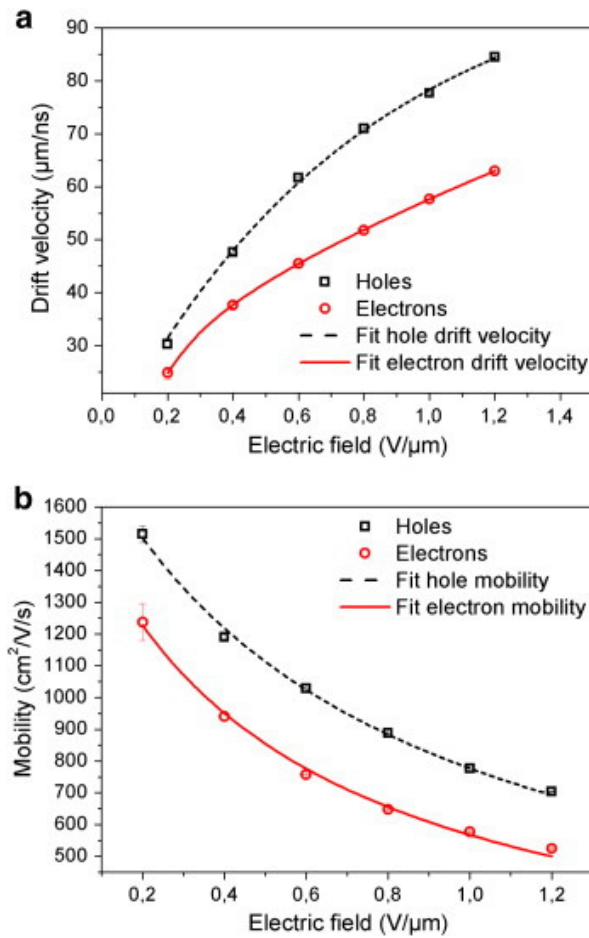 a
90
80
70
60
50
40
30
Drift velocity (µm/ns)
Holes
Electrons
Fit hole drift velocity
Fit electron drift velocity
0,0 0,2 0,4 0,6 0,8 1,0 1,2 1,4
Electric field (V/µm)
b
1600
1500
1400
1300
1200
1100
1000
900
800
700
600
500
Mobility (cm²/V/s)
Holes
Electrons
Fit hole mobility
Fit electron mobility
0,2 0,4 0,6 0,8 1,0 1,2
Electric field (V/µm)